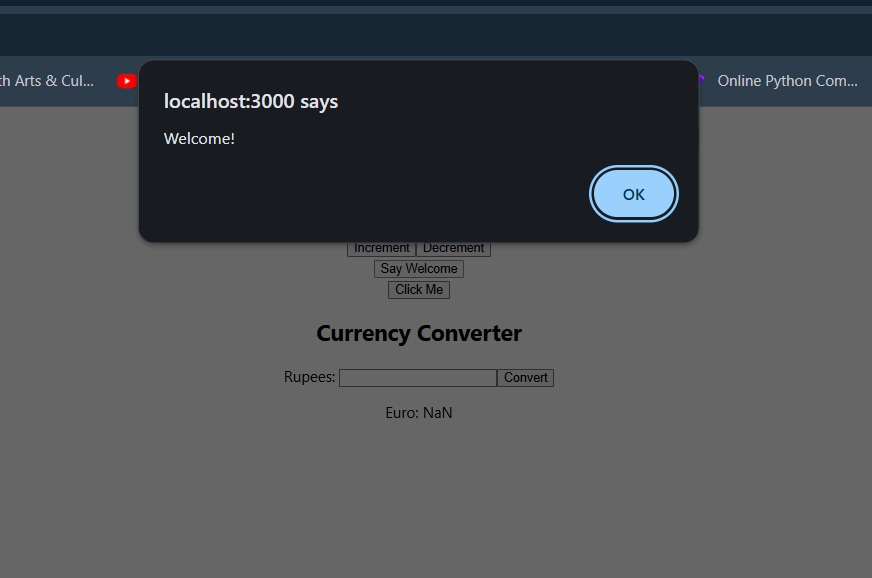 th Arts & Cul...
Online Python Com...
localhost:3000 says
Welcome!
OK
Increment Decrement
Say Welcome
Click Me
Currency Converter
Rupees: Convert
Euro: NaN